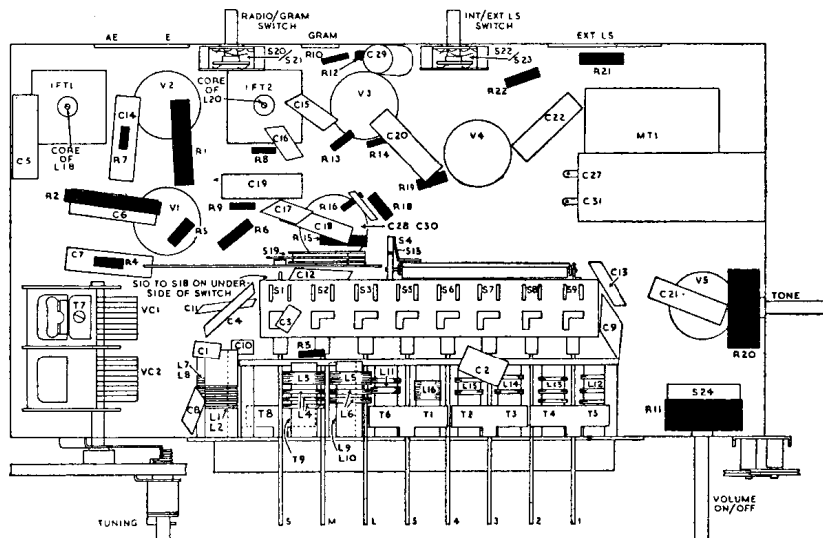 RADIO/GRAM
SWITCH
INT/EXT LS
SWITCH
AE
E
S20
S21
GRAM
R10
R12
C29
S22
S23
EXT LS
R21
R22
IFT1
V2
CORE
OF
L20
IFT2
C15
V3
C14
C5
R7
CORE
OF
L18
R1
C16
R8
R13
R14
C20
V4
C22
MT1
C19
R19
C27
C31
R2
C6
V1
R5
R9
R6
C17
R16
C18
R18
R15
C28 C30
S4
S15
S19
C7
R4
C12
C13
S10 TO S18 ON UNDER-
SIDE OF SWITCH
C11
C4
S1
S2
S3
S5
S6
S7
S8
S9
C3
C9
V5
C21
TONE
R20
T7
VC1
VC2
C1
C10
R3
L7
L8
C8
L1
L2
T8
L3
L4
L5
L6
L11
L16
C2
L15
L14
L13
L12
T6
T1
T2
T3
T4
T5
T9
L9
L10
R11
S24
TUNING
S
M
L
5
4
3
2
1
VOLUME
ON/OFF